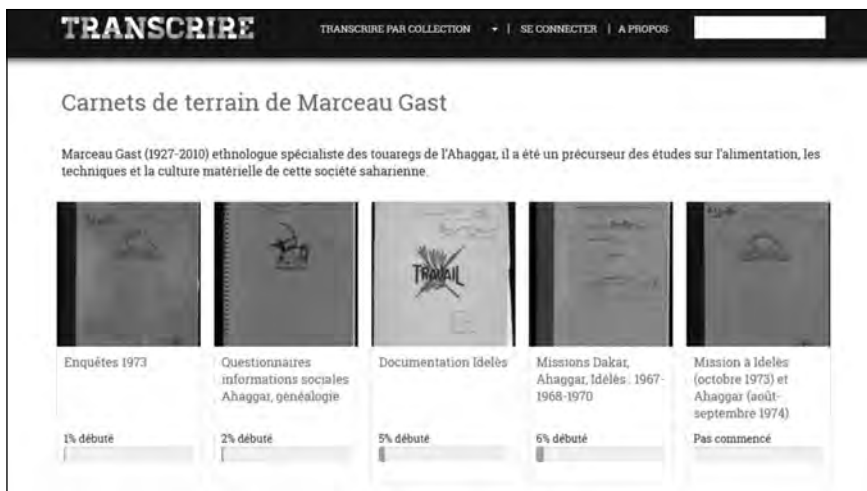 TRANSCRIRE
TRANSCRIRE PAR COLLECTION | SE CONNECTER | A PROPOS
Carnets de terrain de Marceau Gast
Marceau Gast (1927-2010) ethnologue spécialiste des touaregs de l'Ahaggar, il a été un précurseur des études sur l'alimentation, les
techniques et la culture matérielle de cette société saharienne.
TRAVAIL
Enquêtes 1973
1% débuté
Questionnaires
informations sociales
Ahaggar, genéalogie
2% débuté
Documentation Idelès
5% débuté
Missions Dakar,
Ahaggar, Idélès : 1967-
1968-1970
6% débuté
Mission à Idelès
(octobre 1973) et
Ahaggar (août-
septembre 1974)
Pas commencé